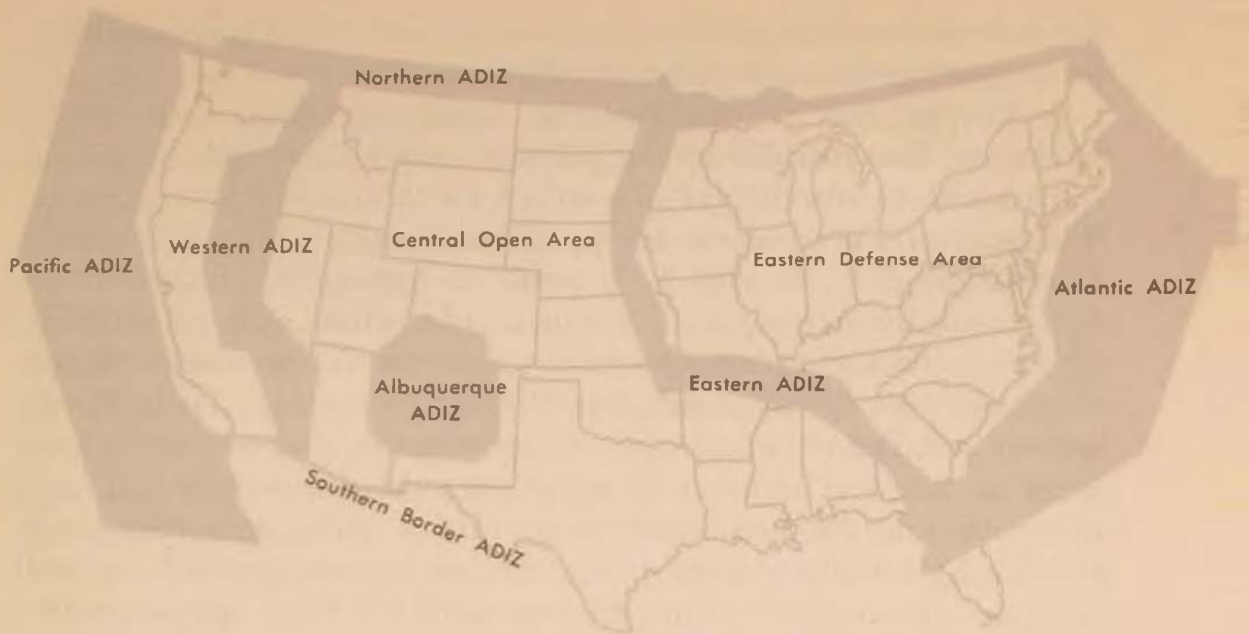 Northern ADIZ
Western ADIZ
Central Open Area
Pacific ADIZ
Eastern Defense Area
Atlantic ADIZ
Albuquerque
ADIZ
Eastern ADIZ
Southern Border ADIZ